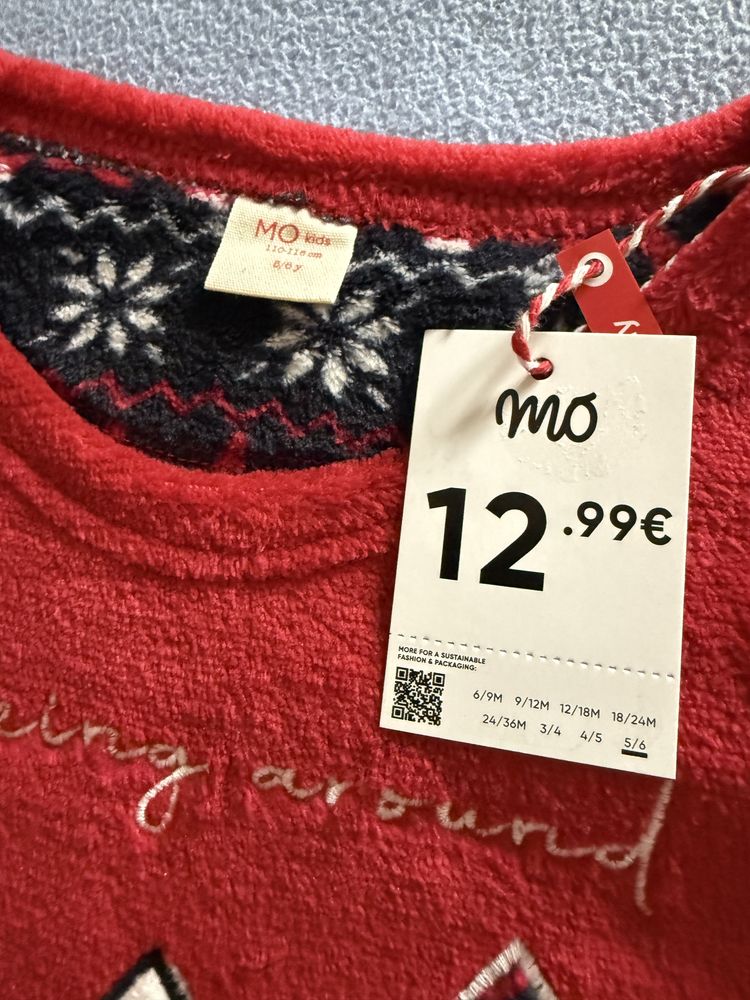 MO kids
110-116 cm
5/6 y
mo
12.99€
MORE FOR A SUSTAINABLE
FASHION & PACKAGING:
6/9M 9/12M 12/18M 18/24M
24/36M 3/4 4/5 5/6
around